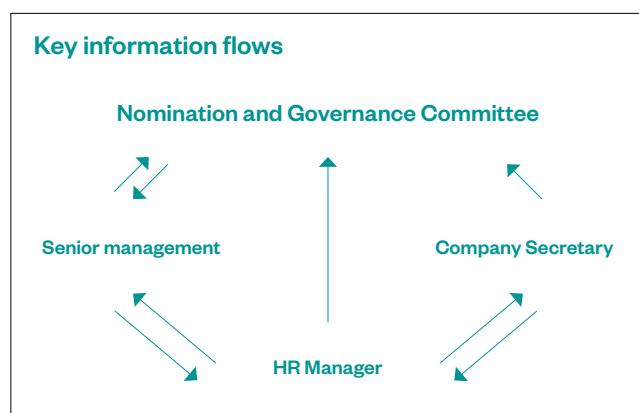 Key information flows
Nomination and Governance Committee
Senior management
Company Secretary
HR Manager